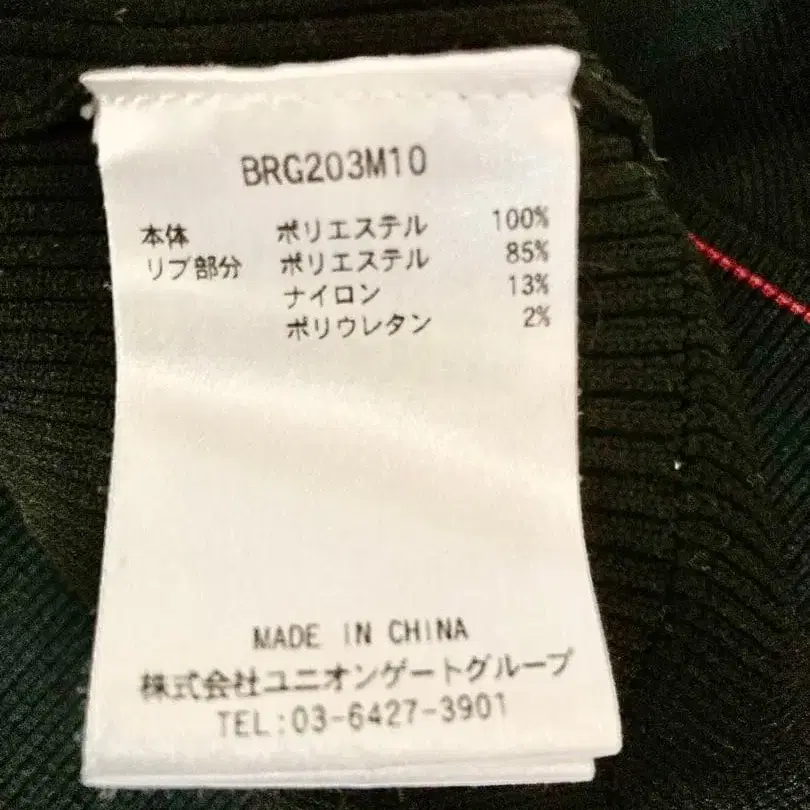 BRG203M10
本体 ポリエステル 100%
リブ部分 ポリエステル 85%
ナイロン 13%
ポリウレタン 2%
MADE IN CHINA
株式会社ユニオンゲートグループ
TEL:03-6427-3901